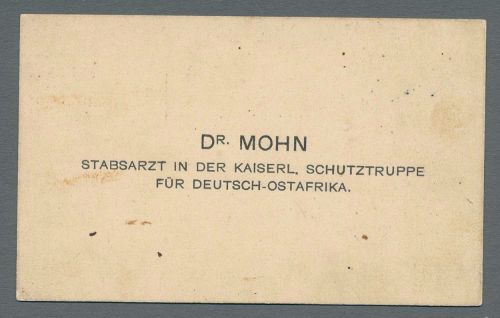 DR. MOHN
STABSARZT IN DER KAISERL. SCHUTZTRUPPE
FÜR DEUTSCH-OSTAFRIKA.